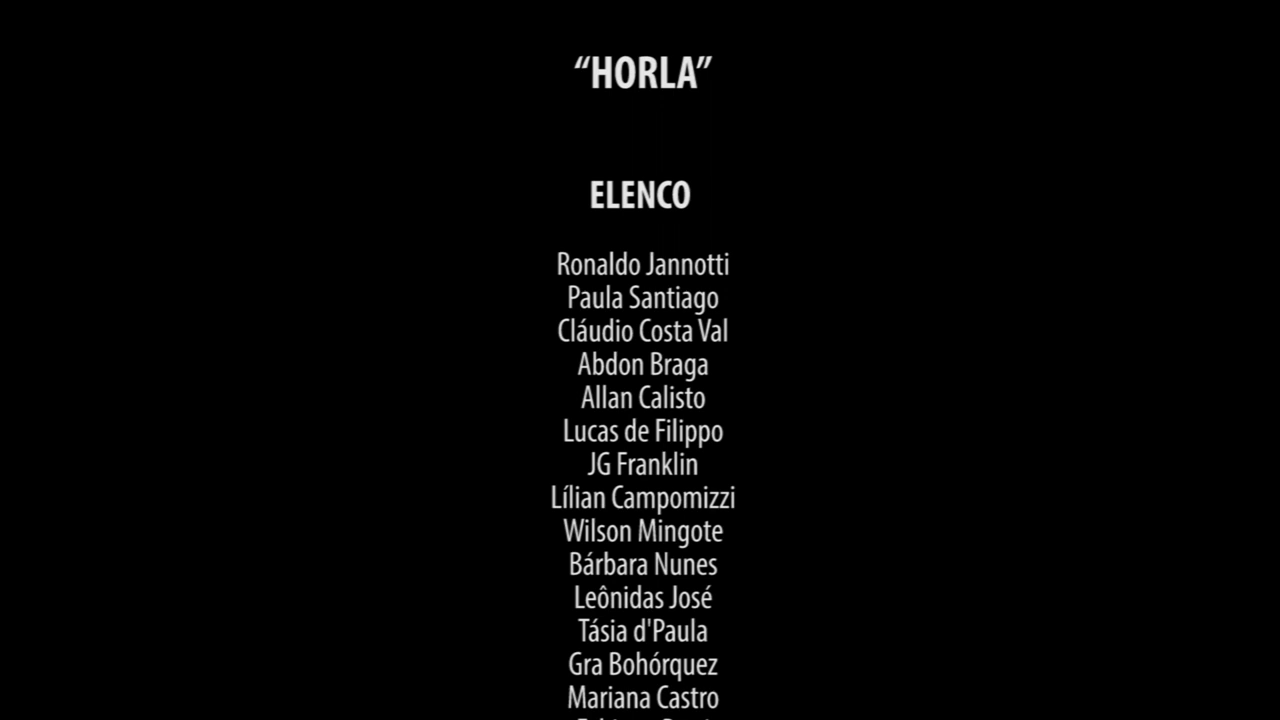 “HORLA”
ELENCO
Ronaldo Jannotti
Paula Santiago
Cláudio Costa Val
Abdon Braga
Allan Calisto
Lucas de Filippo
JG Franklin
Lílian Campomizzi
Wilson Mingote
Bárbara Nunes
Leônidas José
Tásia d'Paula
Gra Bohórquez
Mariana Castro